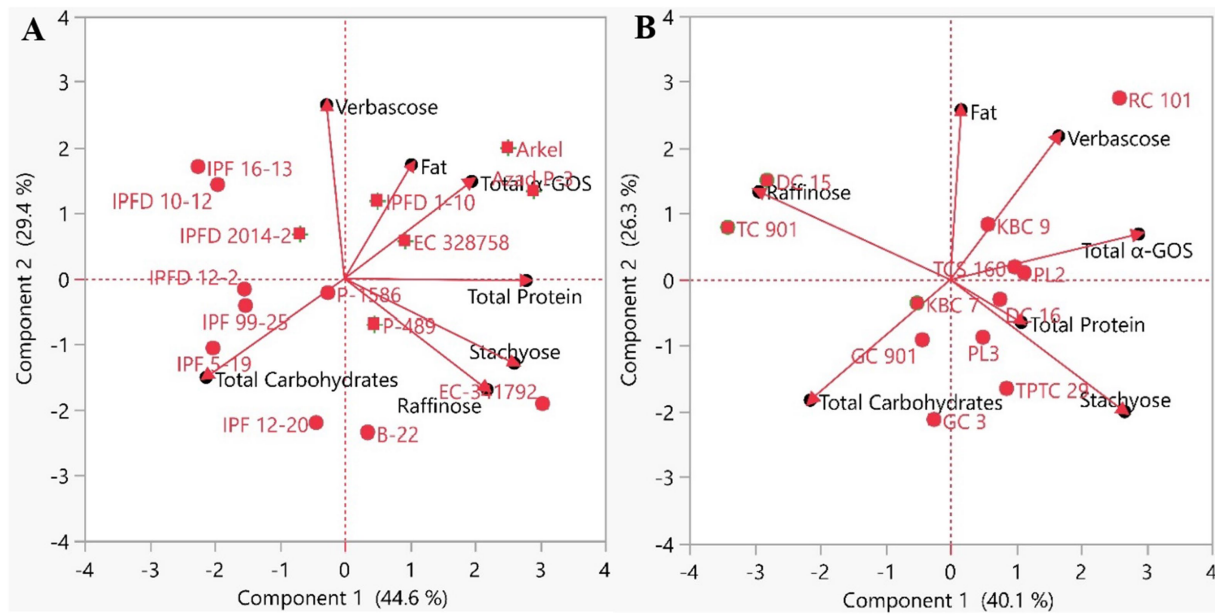 A
4
3
2
1
0
-1
-2
-3
-4
Component 2 (29.4 %)
Verbascose
IPF 16-13
IPFD 10-12
Fat
Arkel
Total α-GOS
Azad P-3
IPFD 1-10
IPFD 2014-2
EC 328758
IPFD 12-2
P-1586
Total Protein
IPF 99-25
P-489
IPF 5-19
Stachyose
Total Carbohydrates
Raffinose
IPF 12-20
B-22
-4 -3 -2 -1 0 1 2 3 4
Component 1 (44.6 %)
B
4
3
2
1
0
-1
-2
-3
-4
Component 2 (26.3 %)
RC 101
Fat
Verbascose
DC 15
Raffinose
TC 901
KBC 9
Total α-GOS
TCS 160
PL2
KBC 7
DC 16
Total Protein
GC 901
PL3
TPTC 29
Stachyose
Total Carbohydrates
GC 3
-4 -3 -2 -1 0 1 2 3 4
Component 1 (40.1 %)